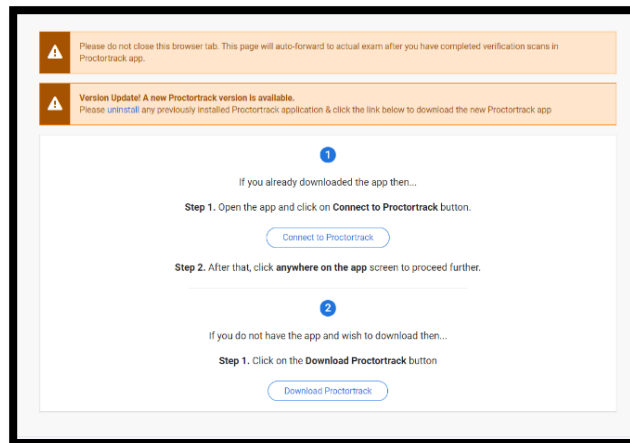 Please do not close this browser tab. This page will auto-forward to actual exam after you have completed verification scans in
Proctortrack app.
Version Update! A new Proctortrack version is available.
Please uninstall any previously installed Proctortrack application & click the link below to download the new Proctortrack app
1
If you already downloaded the app then...
Step 1. Open the app and click on Connect to Proctortrack button.
Connect to Proctortrack
Step 2. After that, click anywhere on the app screen to proceed further.
2
If you do not have the app and wish to download then...
Step 1. Click on the Download Proctortrack button
Download Proctortrack